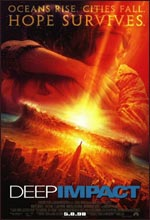 OCEANS RISE. CITIES FALL.
HOPE SURVIVES.
DEEP IMPACT
5.8.98